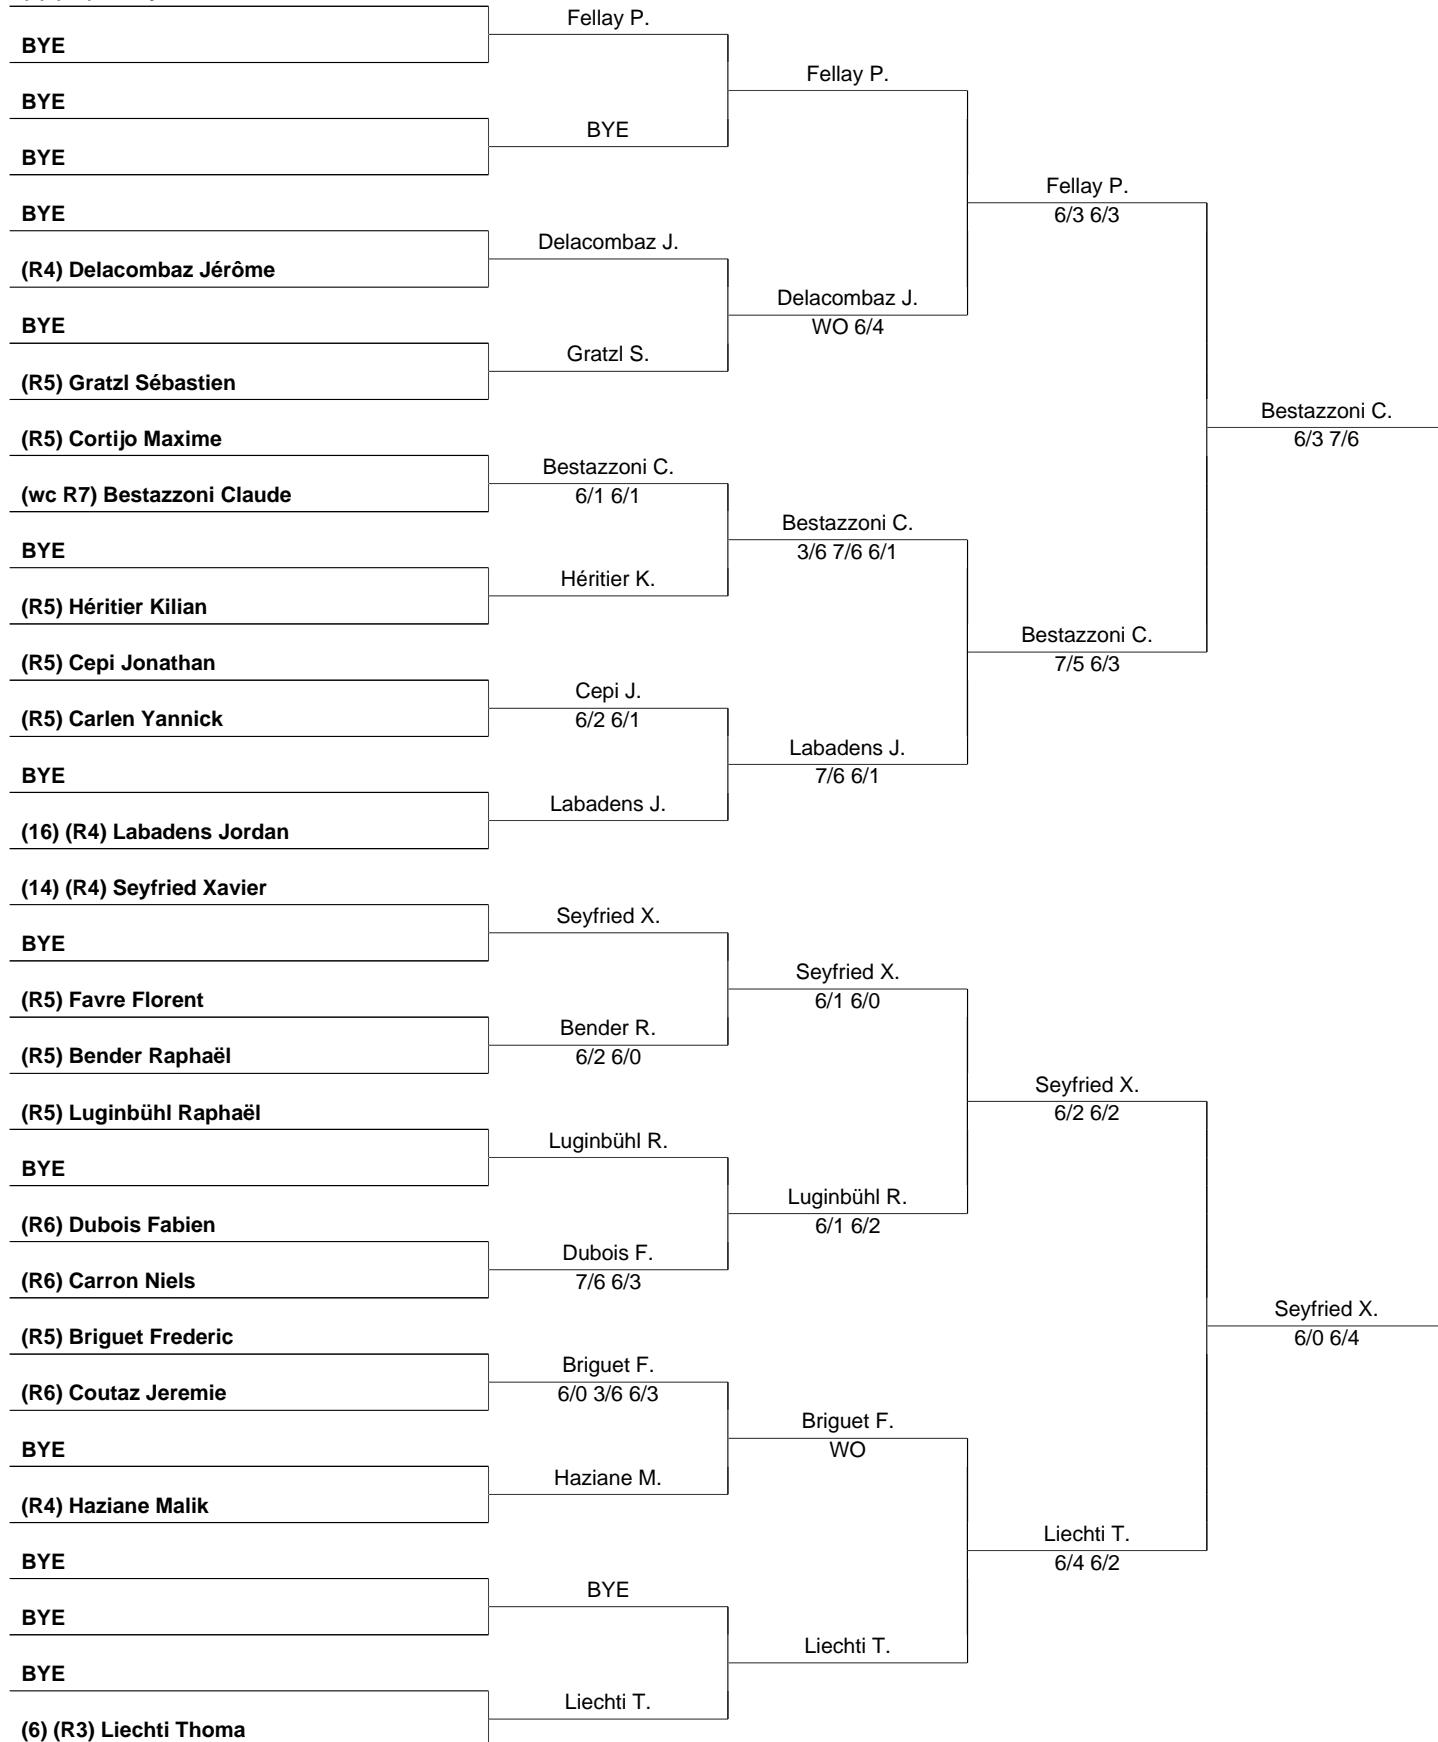 BYE
BYE
BYE
BYE
(R4) Delacombaz Jérôme
BYE
(R5) Gratzl Sébastien
(R5) Cortijo Maxime
(wc R7) Bestazzoni Claude
BYE
(R5) Héritier Kilian
(R5) Cepi Jonathan
(R5) Carlen Yannick
BYE
(16) (R4) Labadens Jordan
(14) (R4) Seyfried Xavier
BYE
(R5) Favre Florent
(R5) Bender Raphaël
(R5) Luginbühl Raphaël
BYE
(R6) Dubois Fabien
(R6) Carron Niels
(R5) Briguet Frederic
(R6) Coutaz Jeremie
BYE
(R4) Haziane Malik
BYE
BYE
BYE
(6) (R3) Liechti Thoma
Fellay P.
BYE
Delacombaz J.
Gratzl S.
Bestazzoni C.
6/1 6/1
Héritier K.
Cepi J.
6/2 6/1
Labadens J.
Seyfried X.
Bender R.
6/2 6/0
Luginbühl R.
Dubois F.
7/6 6/3
Briguet F.
6/0 3/6 6/3
Haziane M.
BYE
Liechti T.
Fellay P.
Delacombaz J.
WO 6/4
Bestazzoni C.
3/6 7/6 6/1
Labadens J.
7/6 6/1
Seyfried X.
6/1 6/0
Luginbühl R.
6/1 6/2
Briguet F.
WO
Liechti T.
Fellay P.
6/3 6/3
Bestazzoni C.
7/5 6/3
Seyfried X.
6/2 6/2
Liechti T.
6/4 6/2
Bestazzoni C.
6/3 7/6
Seyfried X.
6/0 6/4